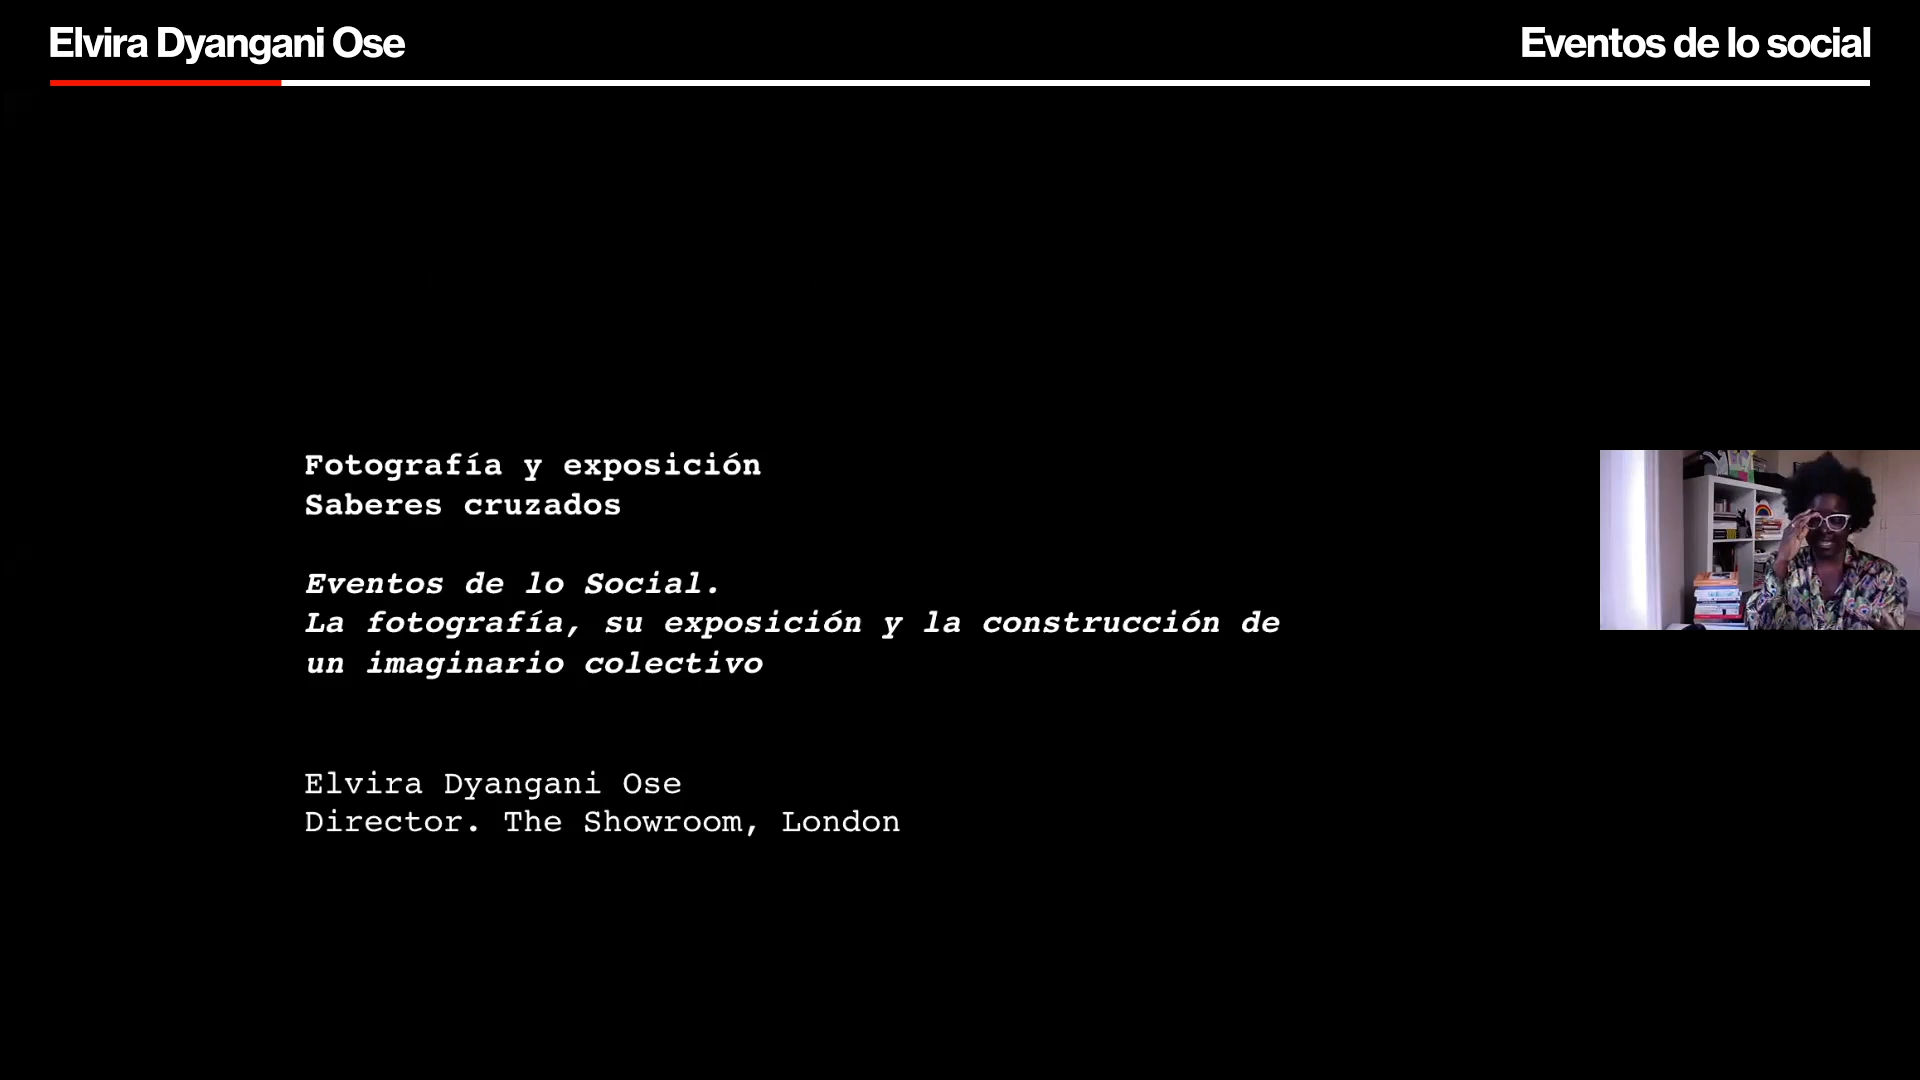 Elvira Dyangani Ose
Eventos de lo social
Fotografía y exposición
Saberes cruzados
Eventos de lo Social.
La fotografía, su exposición y la construcción de
un imaginario colectivo
Elvira Dyangani Ose
Director. The Showroom, London